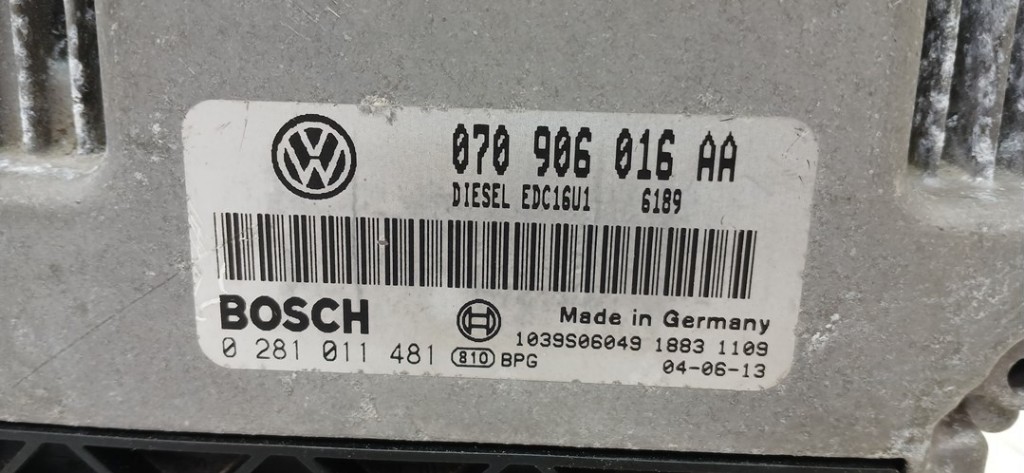 070 906 016 AA
DIESEL EDC16U1 6189
BOSCH
Made in Germany
1039S06049 1883 1109
0 281 011 481 810 BPG
04-06-13